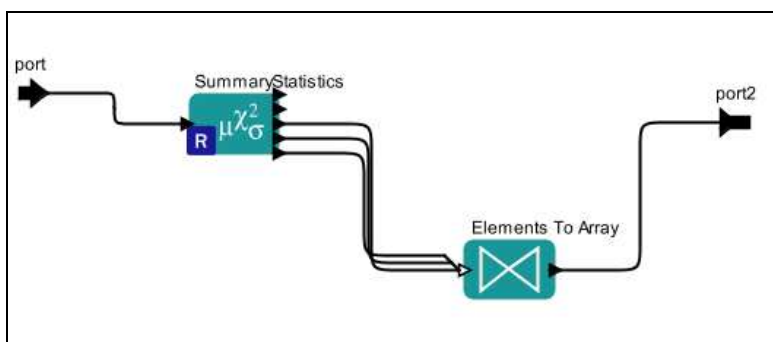 port
SummaryStatistics
port2
μχ²σ
R
Elements To Array